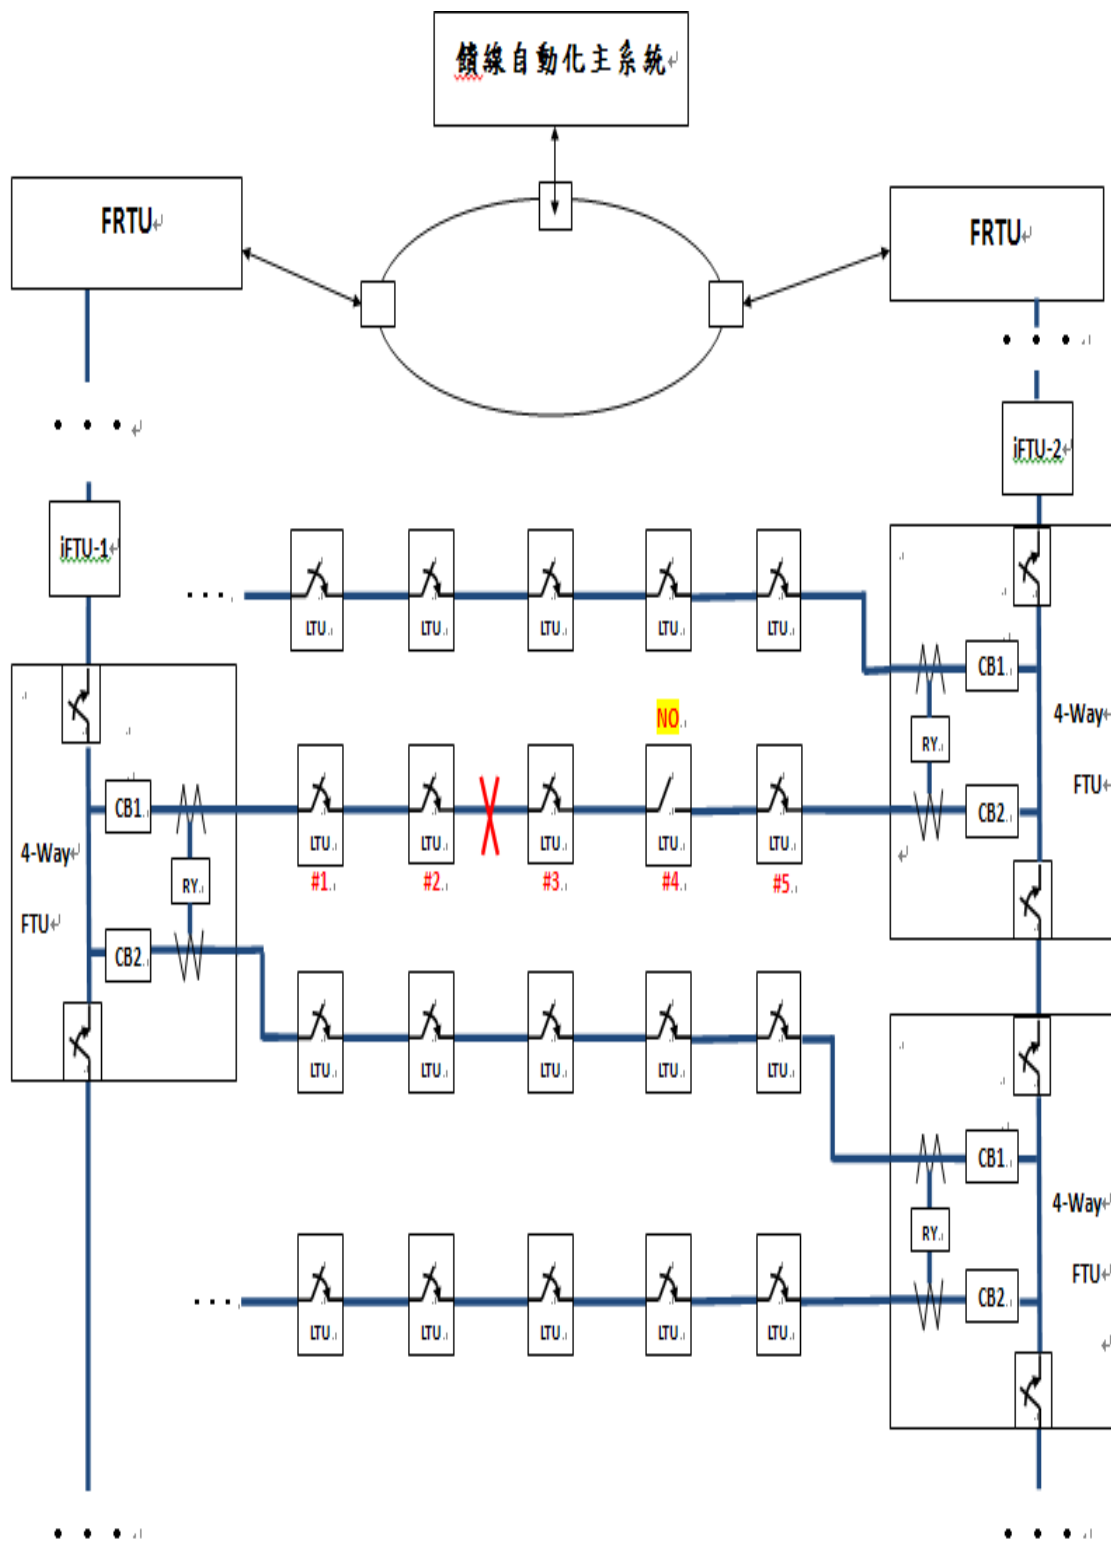 饋線自動化主系統
FRTU
FRTU
iFTU-2
iFTU-1
LTU
LTU
LTU
LTU
LTU
CB1
NO
4-Way
RY
FTU
CB1
CB2
LTU
LTU
LTU
LTU
LTU
4-Way
RY
#1
#2
#3
#4
#5
FTU
CB2
LTU
LTU
LTU
LTU
LTU
CB1
4-Way
RY
FTU
CB2
LTU
LTU
LTU
LTU
LTU